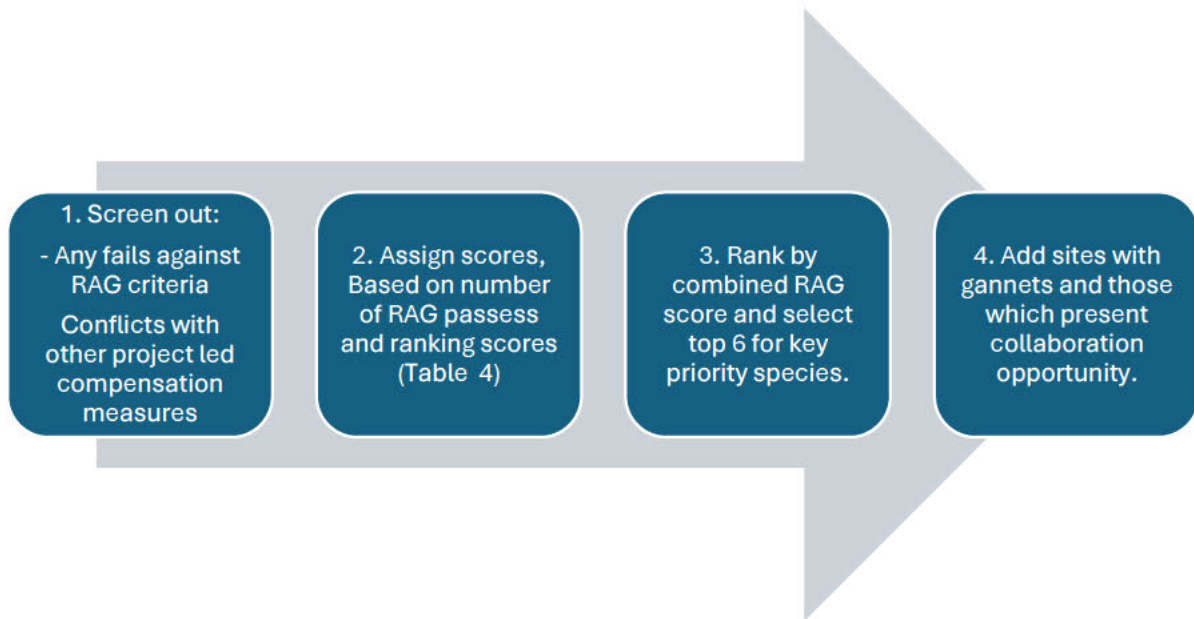 1. Screen out:
- Any fails against
RAG criteria
Conflicts with
other project led
compensation
measures
2. Assign scores,
Based on number
of RAG passess
and ranking scores
(Table  4)
3. Rank by
combined RAG
score and select
top 6 for key
priority species.
4. Add sites with
gannets and those
which present
collaboration
opportunity.